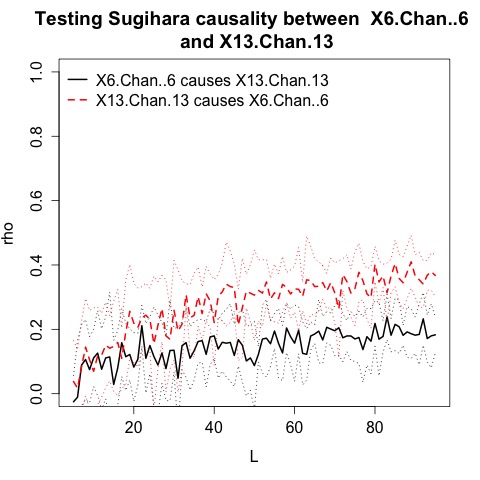 Testing Sugihara causality between  X6.Chan..6
and X13.Chan.13
X6.Chan..6 causes X13.Chan.13
X13.Chan.13 causes X6.Chan..6
rho
1.0
0.8
0.6
0.4
0.2
0.0
20 40 60 80
L